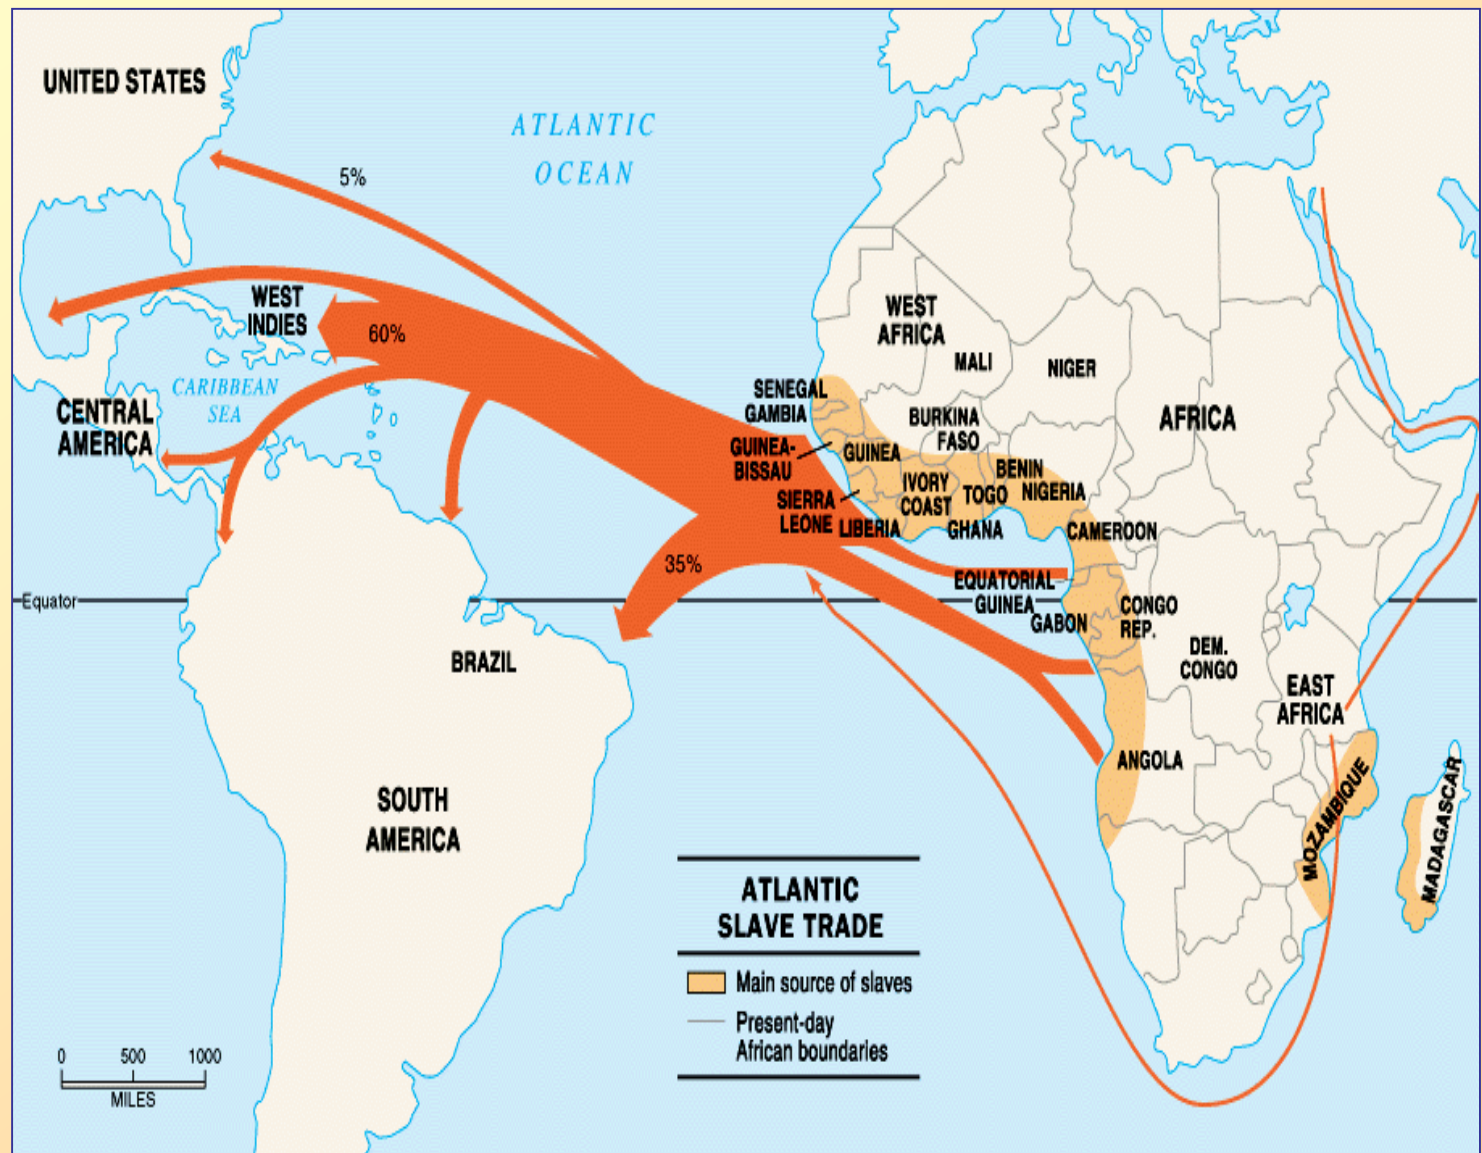 UNITED STATES
ATLANTIC
OCEAN
5%
WEST
INDIES
60%
CARIBBEAN
SEA
CENTRAL
AMERICA
WEST
AFRICA
MALI
NIGER
SENEGAL
GAMBIA
BURKINA
FASO
AFRICA
GUINEA-
BISSAU
GUINEA
BENIN
IVORY
COAST
TOGO
NIGERIA
SIERRA
LEONE
LIBERIA
GHANA
CAMEROON
35%
EQUATORIAL
GUINEA
Equator
GABON
CONGO
REP.
DEM.
CONGO
BRAZIL
EAST
AFRICA
ANGOLA
MOZAMBIQUE
MADAGASCAR
SOUTH
AMERICA
ATLANTIC
SLAVE TRADE
Main source of slaves
Present-day
African boundaries
0 500 1000
MILES